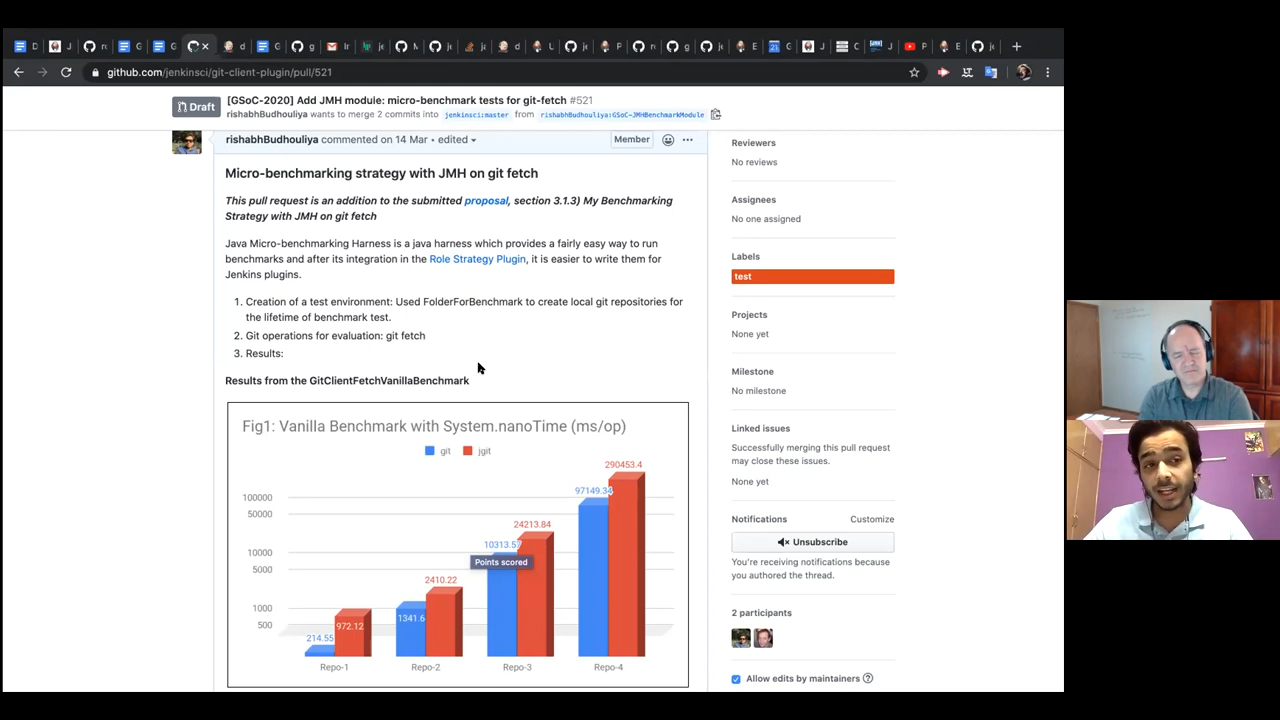 github.com/jenkinsci/git-client-plugin/pull/521
Draft
[GSoC-2020] Add JMH module: micro-benchmark tests for git-fetch #521
rishabhBudhouliya wants to merge 2 commits into jenkinsci:master from rishabhBudhouliya:GSoC-JMHBenchmarkModule
rishabhBudhouliya commented on 14 Mar • edited
Member
Micro-benchmarking strategy with JMH on git fetch
This pull request is an addition to the submitted proposal, section 3.1.3) My Benchmarking
Strategy with JMH on git fetch
Java Micro-benchmarking Harness is a java harness which provides a fairly easy way to run
benchmarks and after its integration in the Role Strategy Plugin, it is easier to write them for
Jenkins plugins.
1. Creation of a test environment: Used FolderForBenchmark to create local git repositories for
the lifetime of benchmark test.
2. Git operations for evaluation: git fetch
3. Results:
Results from the GitClientFetchVanillaBenchmark
Fig1: Vanilla Benchmark with System.nanoTime (ms/op)
git
jgit
100000
50000
10000
5000
1000
500
214.55
972.12
1341.6
2410.22
10313.57
24213.84
97149.34
290453.4
Points scored
Repo-1
Repo-2
Repo-3
Repo-4
Reviewers
No reviews
Assignees
No one assigned
Labels
test
Projects
None yet
Milestone
No milestone
Linked issues
Successfully merging this pull request
may close these issues.
None yet
Notifications
Customize
Unsubscribe
You're receiving notifications because
you authored the thread.
2 participants
Allow edits by maintainers